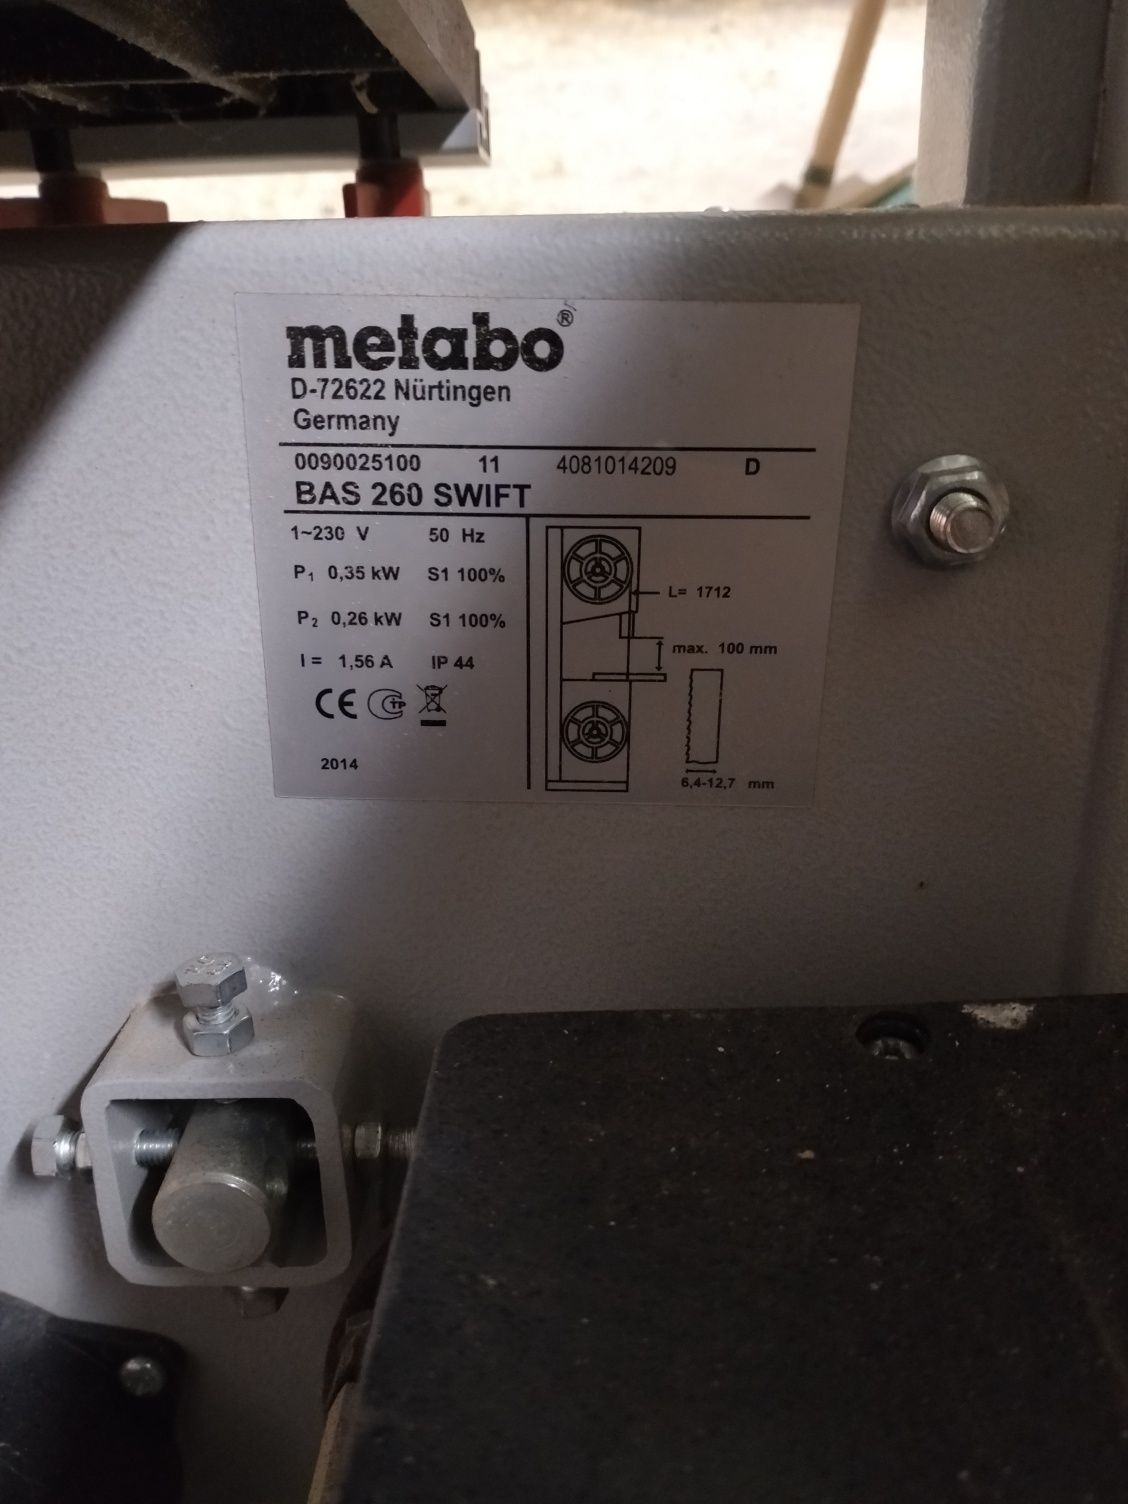 metabo®
D-72622 Nürtingen
Germany
0090025100 11 4081014209 D
BAS 260 SWIFT
1~230 V 50 Hz
P₁ 0,35 kW S1 100%
P₂ 0,26 kW S1 100%
I = 1,56 A IP 44
CE
2014
L= 1712
max. 100 mm
6,4-12,7 mm